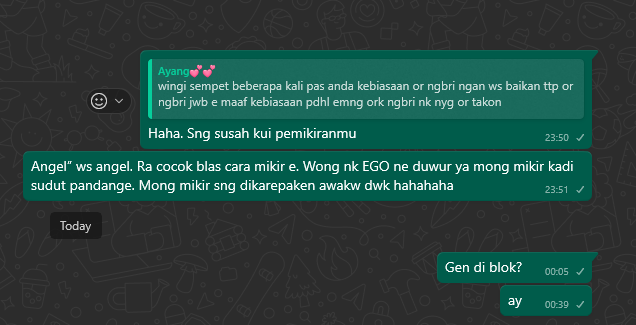 Ayang💕💕
wingi sempet beberapa kali pas anda kebiasaan or ngbri ngan ws baikan ttp or
ngbri jwb e maaf kebiasaan pdhl emng ork ngbri nk nyg or takon
Haha. Sng susah kui pemikiranmu
23:50
Angel” ws angel. Ra cocok blas cara mikir e. Wong nk EGO ne duwur ya mong mikir kadi
sudut pandange. Mong mikir sng dikarepaken awakw dwk hahahaha
23:51
Today
Gen di blok?
00:05
ay
00:39